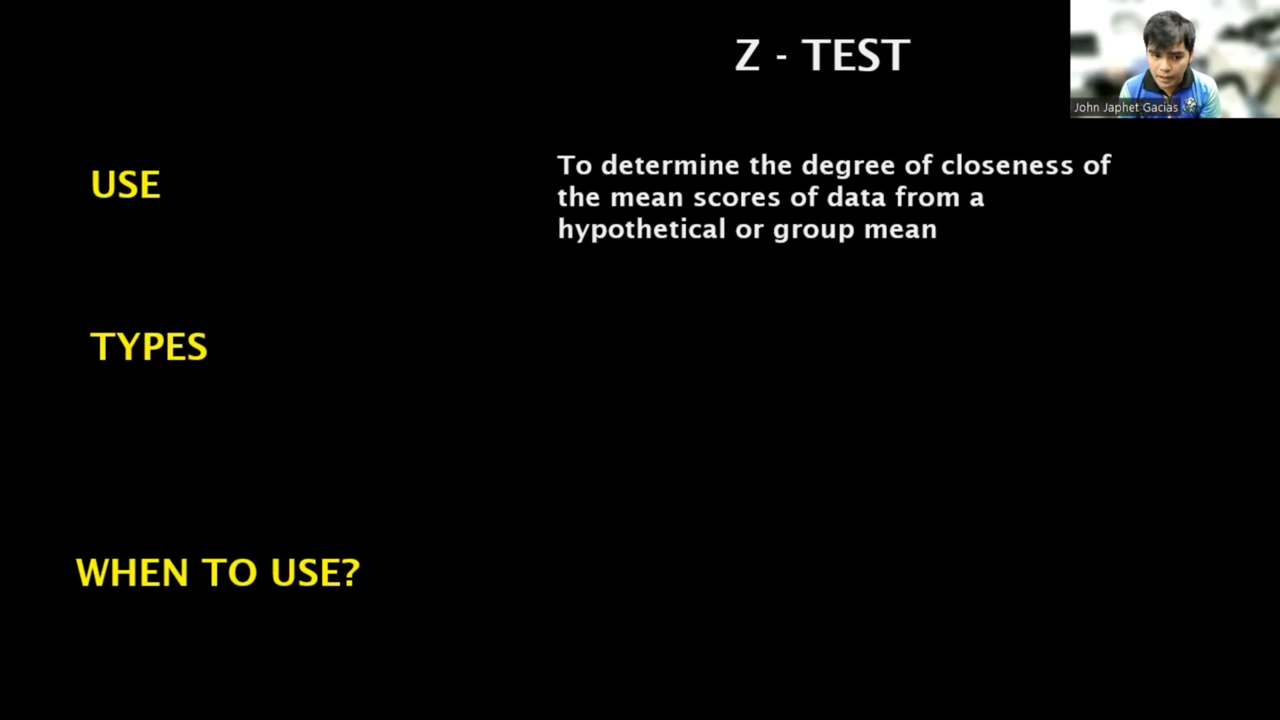 Z - TEST
John Japhet Gacias
USE
To determine the degree of closeness of
the mean scores of data from a
hypothetical or group mean
TYPES
WHEN TO USE?